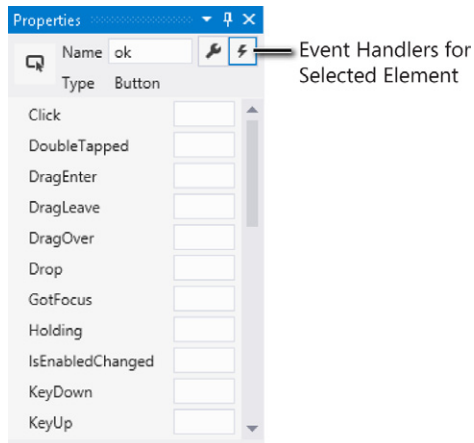 Properties
Name ok
Type Button
Event Handlers for
Selected Element
Click
DoubleTapped
DragEnter
DragLeave
DragOver
Drop
GotFocus
Holding
IsEnabledChanged
KeyDown
KeyUp